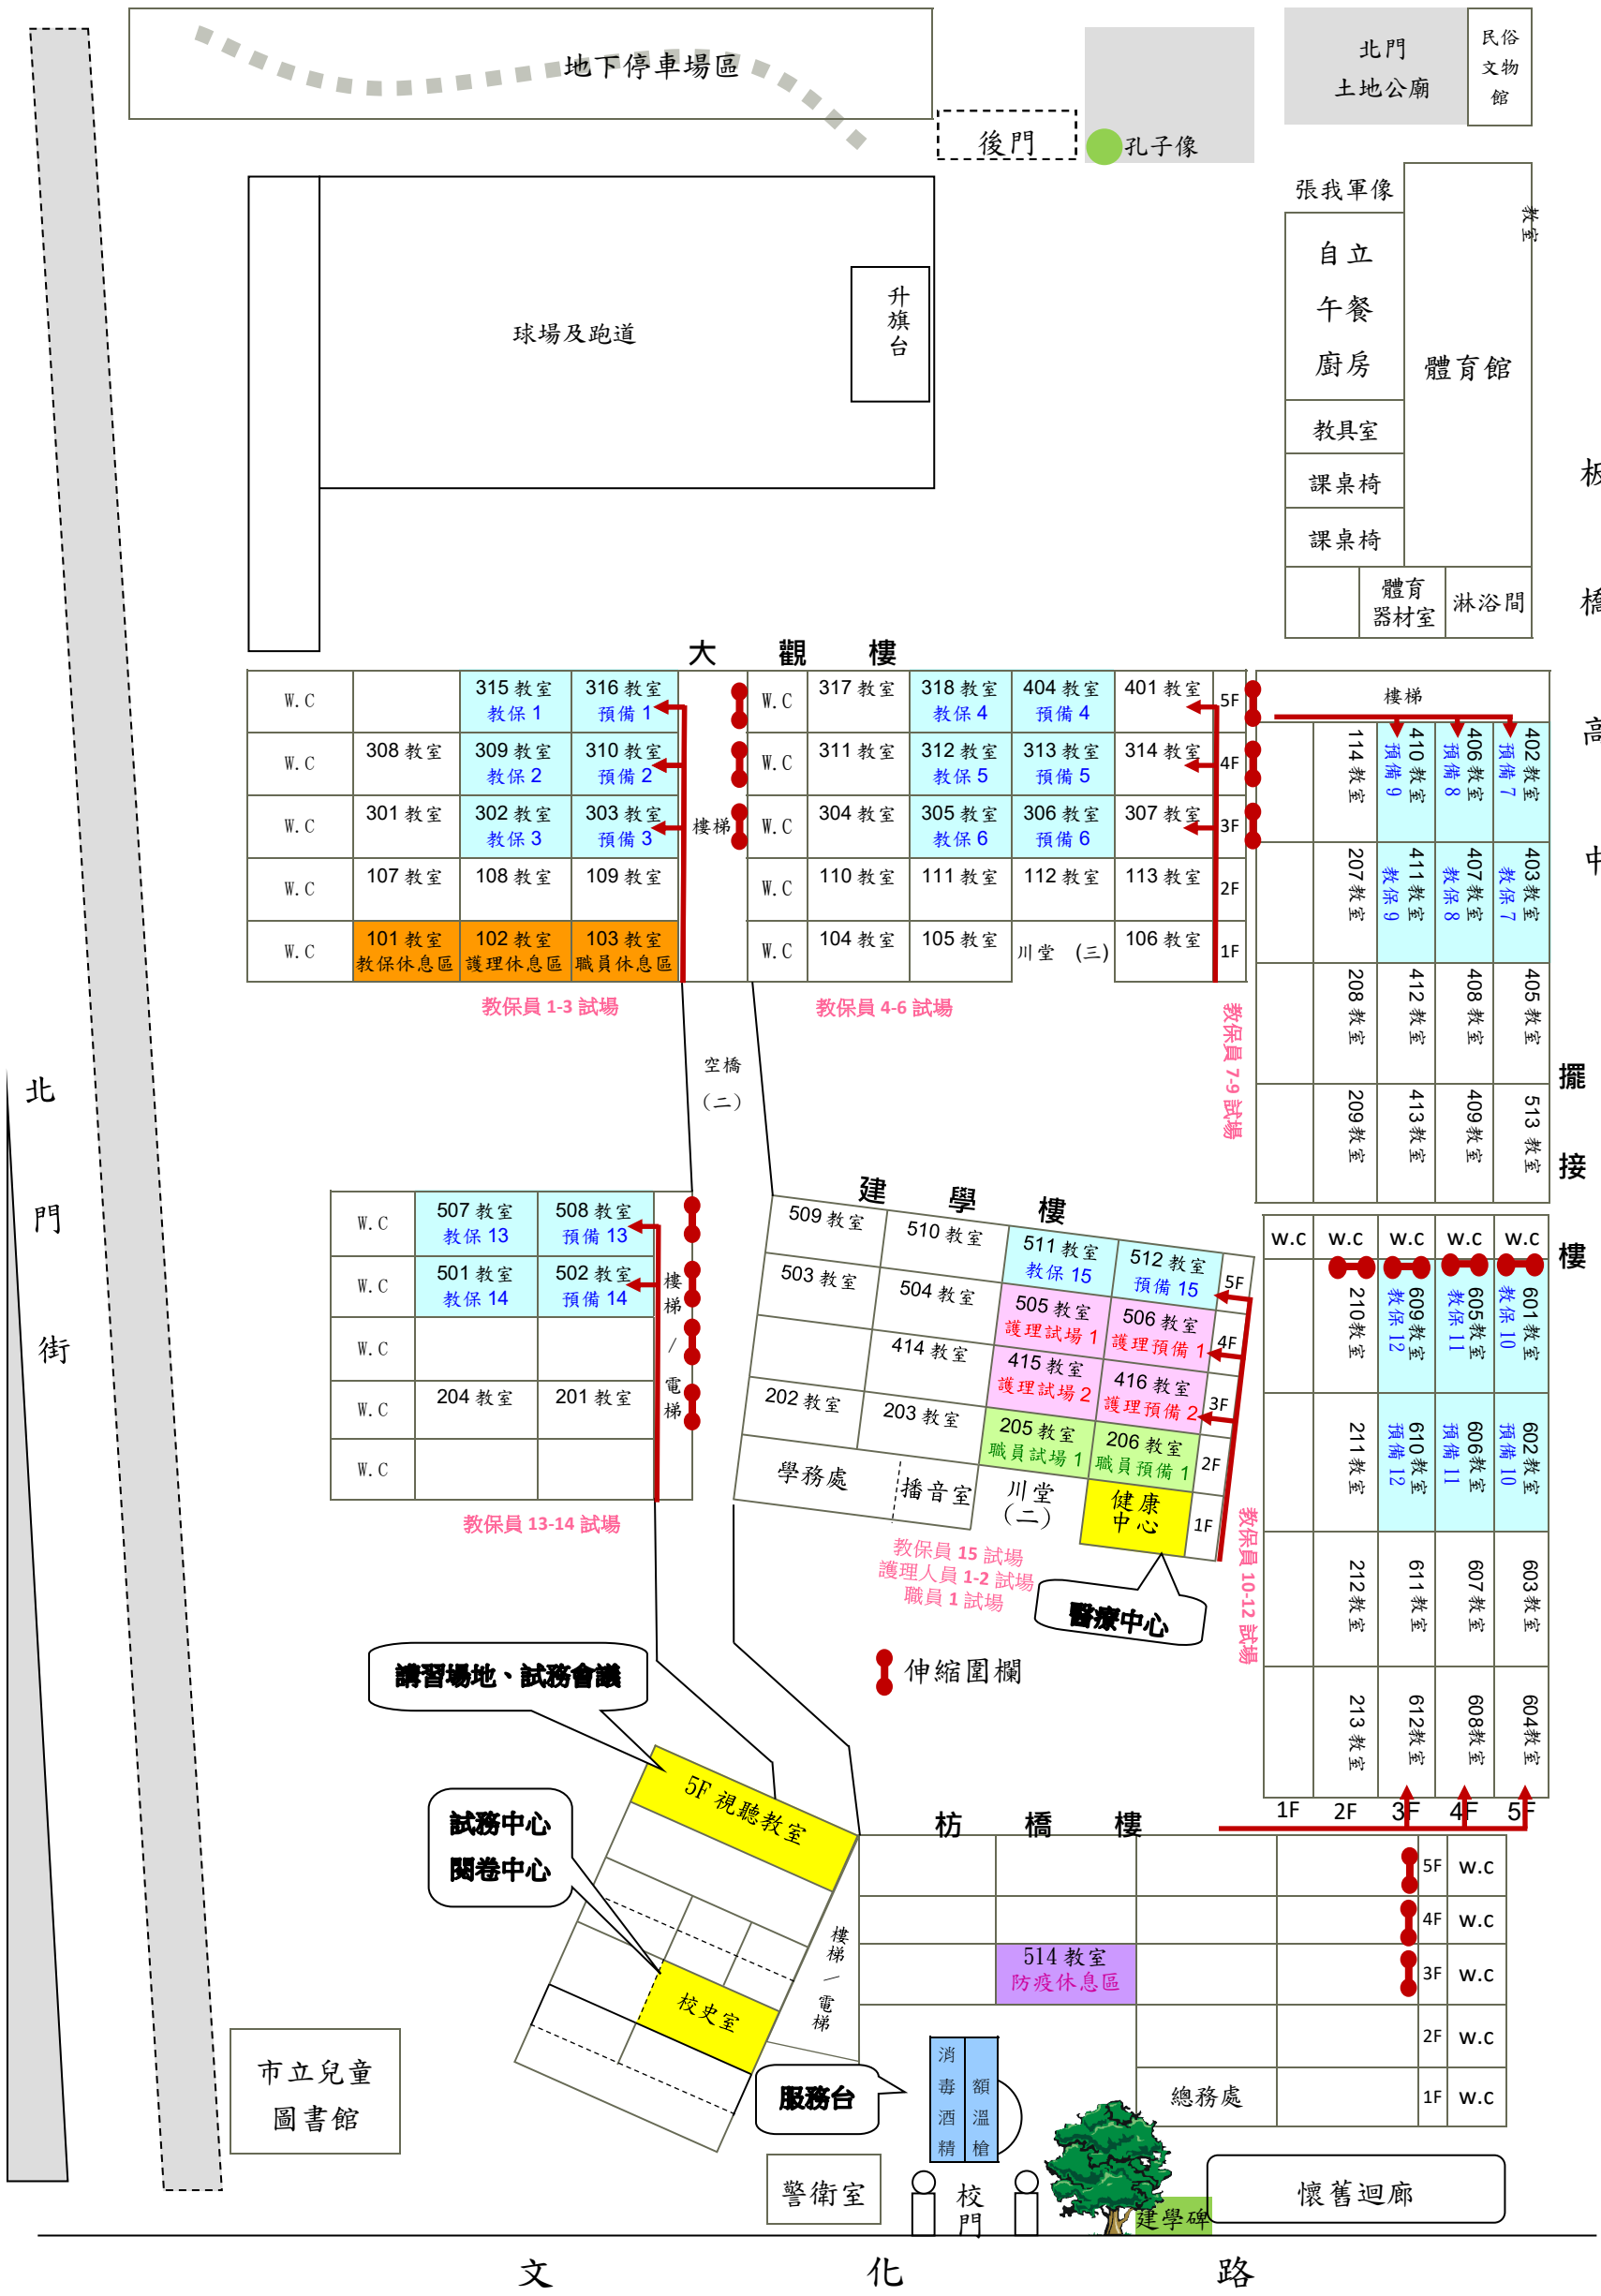 地下停車場區
後門
孔子像
北門
土地公廟
民俗
文物
館
張我軍像
教室
自立
午餐
廚房
體育館
教具室
課桌椅
課桌椅
體育
器材室
淋浴間
升旗台
球場及跑道
板
橋
高
中
大 觀 樓
W.C
315 教室
教保 1
316 教室
預備 1
W.C
317 教室
318 教室
教保 4
404 教室
預備 4
401 教室
5F
W.C
308 教室
309 教室
教保 2
310 教室
預備 2
W.C
311 教室
312 教室
教保 5
313 教室
預備 5
314 教室
4F
W.C
301 教室
302 教室
教保 3
303 教室
預備 3
樓梯
W.C
304 教室
305 教室
教保 6
306 教室
預備 6
307 教室
3F
W.C
107 教室
108 教室
109 教室
W.C
110 教室
111 教室
112 教室
113 教室
2F
W.C
101 教室
教保休息區
102 教室
護理休息區
103 教室
職員休息區
W.C
104 教室
105 教室
川堂 (三)
106 教室
1F
教保員 1-3 試場
教保員 4-6 試場
教保員 7-9 試場
樓梯
114 教室
410 教室
預備 9
406 教室
預備 8
402 教室
預備 7
207 教室
411 教室
教保 9
407 教室
教保 8
403 教室
教保 7
208 教室
412 教室
408 教室
405 教室
209 教室
413 教室
409 教室
513 教室
擺
接
樓
空橋
(二)
北
門
街
W.C
507 教室
教保 13
508 教室
預備 13
W.C
501 教室
教保 14
502 教室
預備 14
W.C
W.C
204 教室
201 教室
W.C
樓梯/電梯
教保員 13-14 試場
建 學 樓
509 教室
510 教室
511 教室
教保 15
512 教室
預備 15
5F
503 教室
504 教室
505 教室
護理試場 1
506 教室
護理預備 1
4F
414 教室
415 教室
護理試場 2
416 教室
護理預備 2
3F
202 教室
203 教室
205 教室
職員試場 1
206 教室
職員預備 1
2F
學務處
播音室
川堂
(二)
健康
中心
1F
教保員 15 試場
護理人員 1-2 試場
職員 1 試場
醫療中心
教保員 10-12 試場
w.c
w.c
w.c
w.c
w.c
210 教室
609 教室
教保 12
605 教室
教保 11
601 教室
教保 10
211 教室
610 教室
預備 12
606 教室
預備 11
602 教室
預備 10
212 教室
611 教室
607 教室
603 教室
213 教室
612 教室
608 教室
604 教室
1F
2F
3F
4F
5F
伸縮圍欄
講習場地、試務會議
5F 視聽教室
試務中心
閱卷中心
校史室
樓梯/電梯
枋 橋 樓
5F
w.c
4F
w.c
514 教室
防疫休息區
3F
w.c
2F
w.c
總務處
1F
w.c
服務台
消毒酒精
額溫槍
市立兒童
圖書館
警衛室
校門
建學碑
懷舊迴廊
文 化 路